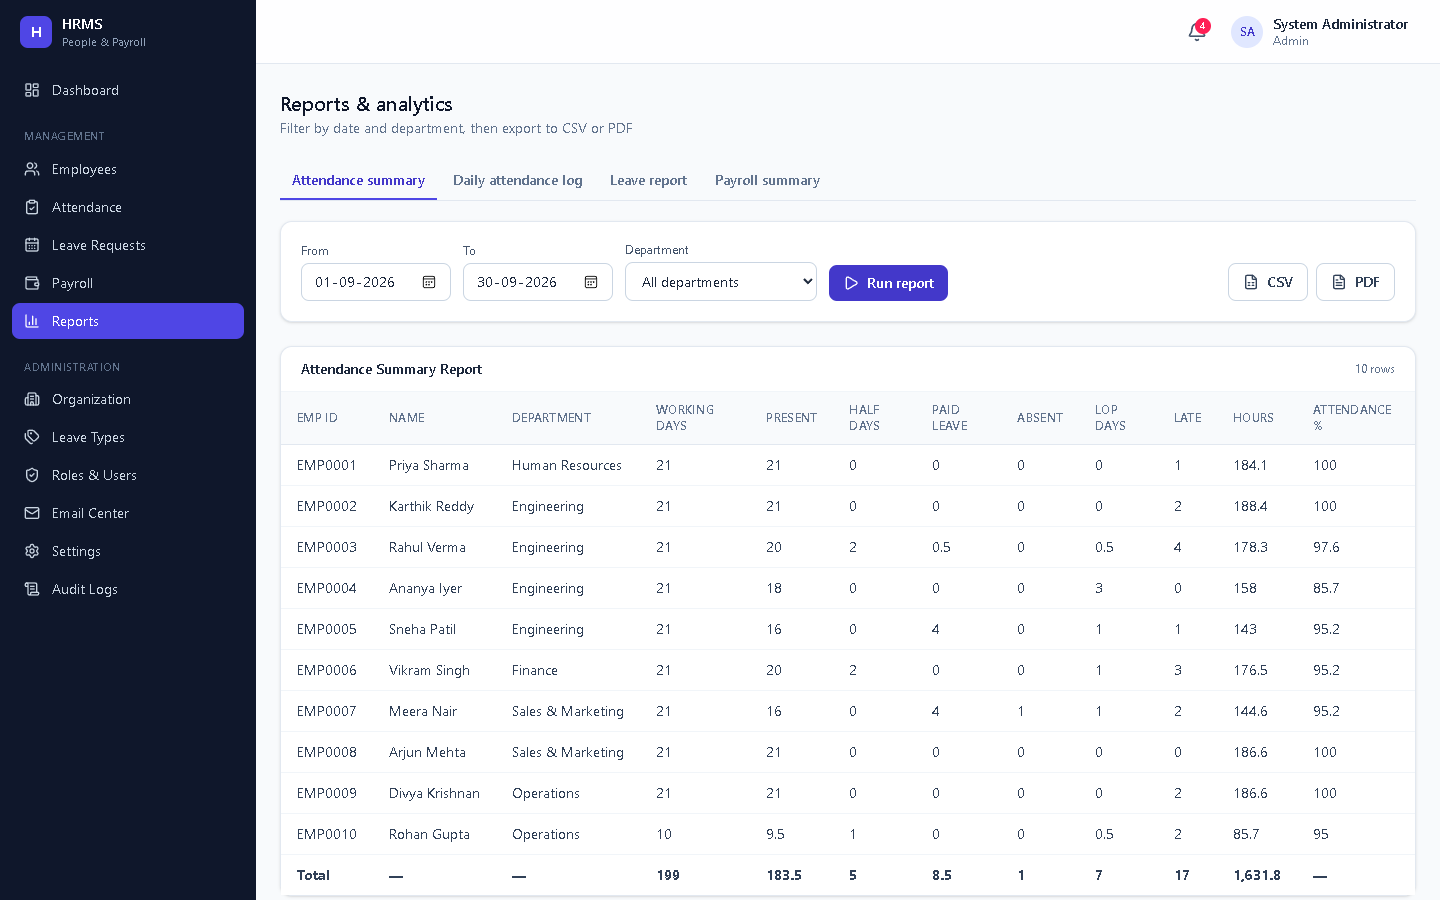 H
HRMS
People & Payroll
Dashboard
MANAGEMENT
Employees
Attendance
Leave Requests
Payroll
Reports
ADMINISTRATION
Organization
Leave Types
Roles & Users
Email Center
Settings
Audit Logs
4
SA
System Administrator
Admin
Reports & analytics
Filter by date and department, then export to CSV or PDF
Attendance summary Daily attendance log Leave report Payroll summary
From To Department
01-09-2026 30-09-2026 All departments Run report CSV PDF
Attendance Summary Report 10 rows
EMP ID NAME DEPARTMENT WORKING DAYS PRESENT HALF DAYS PAID LEAVE ABSENT LOP DAYS LATE HOURS ATTENDANCE %
EMP0001 Priya Sharma Human Resources 21 21 0 0 0 0 1 184.1 100
EMP0002 Karthik Reddy Engineering 21 21 0 0 0 0 2 188.4 100
EMP0003 Rahul Verma Engineering 21 20 2 0.5 0 0.5 4 178.3 97.6
EMP0004 Ananya Iyer Engineering 21 18 0 0 0 3 0 158 85.7
EMP0005 Sneha Patil Engineering 21 16 0 4 0 1 1 143 95.2
EMP0006 Vikram Singh Finance 21 20 2 0 0 1 3 176.5 95.2
EMP0007 Meera Nair Sales & Marketing 21 16 0 4 1 1 2 144.6 95.2
EMP0008 Arjun Mehta Sales & Marketing 21 21 0 0 0 0 0 186.6 100
EMP0009 Divya Krishnan Operations 21 21 0 0 0 0 2 186.6 100
EMP0010 Rohan Gupta Operations 10 9.5 1 0 0 0.5 2 85.7 95
Total — — 199 183.5 5 8.5 1 7 17 1,631.8 —